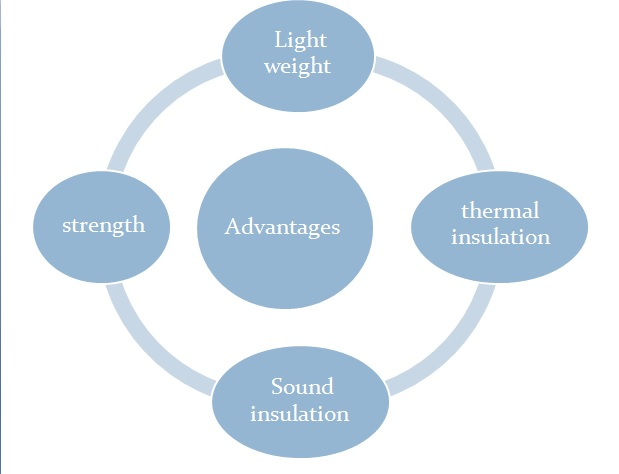 Light
weight
strength
Advantages
thermal
insulation
Sound
insulation